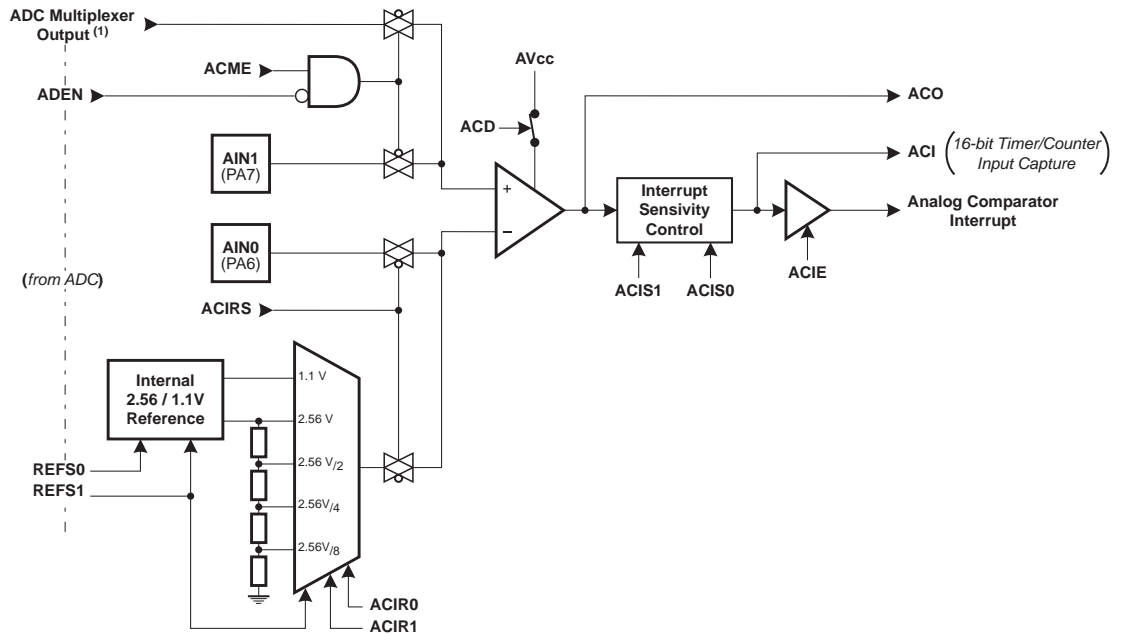 ADC Multiplexer
Output (1)
ACME
ADEN
AIN1
(PA7)
AVcc
ACD
+
−
ACO
ACI (16-bit Timer/Counter
Input Capture)
Interrupt
Sensivity
Control
Analog Comparator
Interrupt
AIN0
(PA6)
ACIS1
ACIS0
ACIE
(from ADC)
ACIRS
Internal
2.56 / 1.1V
Reference
1.1 V
2.56 V
2.56 V/2
2.56V/4
2.56V/8
REFS0
REFS1
ACIR0
ACIR1